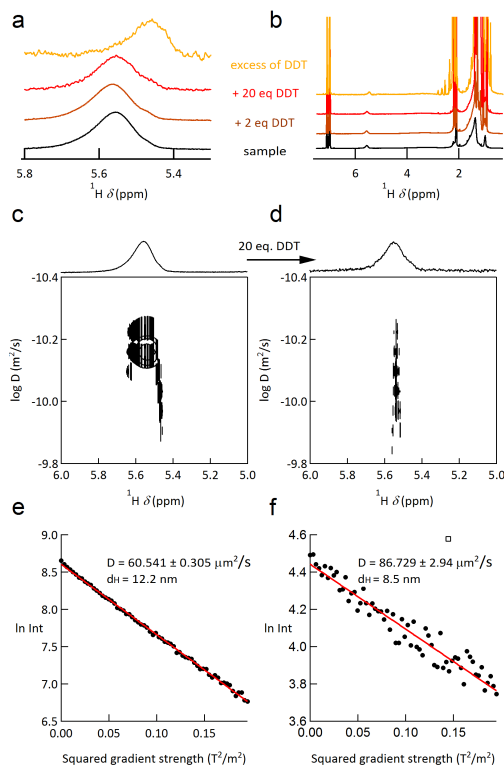 a
excess of DDT
+ 20 eq DDT
+ 2 eq DDT
sample
5.8 5.6 5.4
¹H δ (ppm)
b
6 4 2
¹H δ (ppm)
c
20 eq. DDT
d
-10.4
-10.2
-10.0
-9.8
log D (m²/s)
6.0 5.8 5.6 5.4 5.2 5.0
¹H δ (ppm)
-10.4
-10.2
-10.0
-9.8
log D (m²/s)
6.0 5.8 5.6 5.4 5.2 5.0
¹H δ (ppm)
e
9.0
8.5
8.0
7.5
7.0
6.5
ln Int
D = 60.541 ± 0.305 μm²/s
dH = 12.2 nm
0.00 0.05 0.10 0.15
Squared gradient strength (T²/m²)
f
4.6
4.4
4.2
4.0
3.8
3.6
ln Int
D = 86.729 ± 2.94 μm²/s
dH = 8.5 nm
0.00 0.05 0.10 0.15
Squared gradient strength (T²/m²)